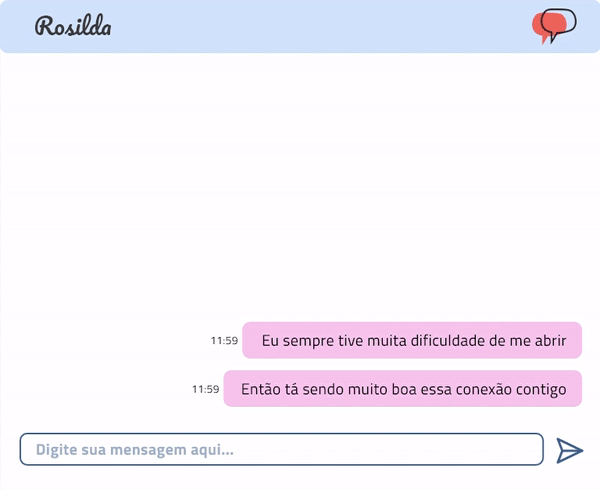 Rosilda
11:59 Eu sempre tive muita dificuldade de me abrir
11:59 Então tá sendo muito boa essa conexão contigo
Digite sua mensagem aqui...